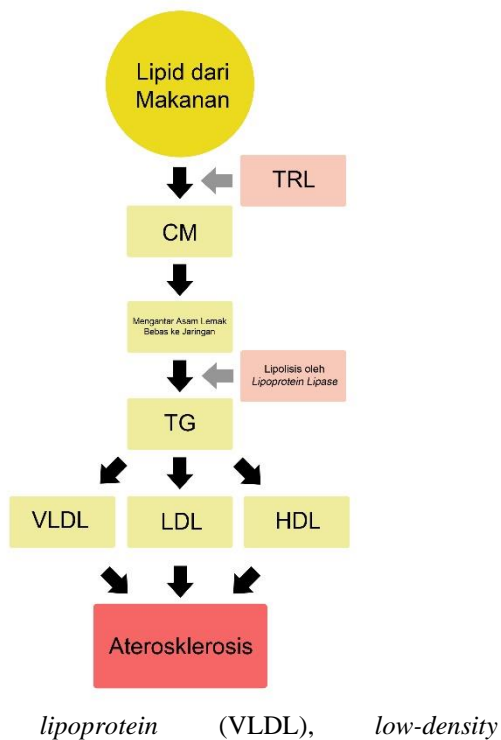 Lipid dari
Makanan
TRL
CM
Mengantar Asam Lemak
Bebas ke Jaringan
Lipolisis oleh
Lipoprotein Lipase
TG
VLDL
LDL
HDL
Aterosklerosis
lipoprotein (VLDL), low-density